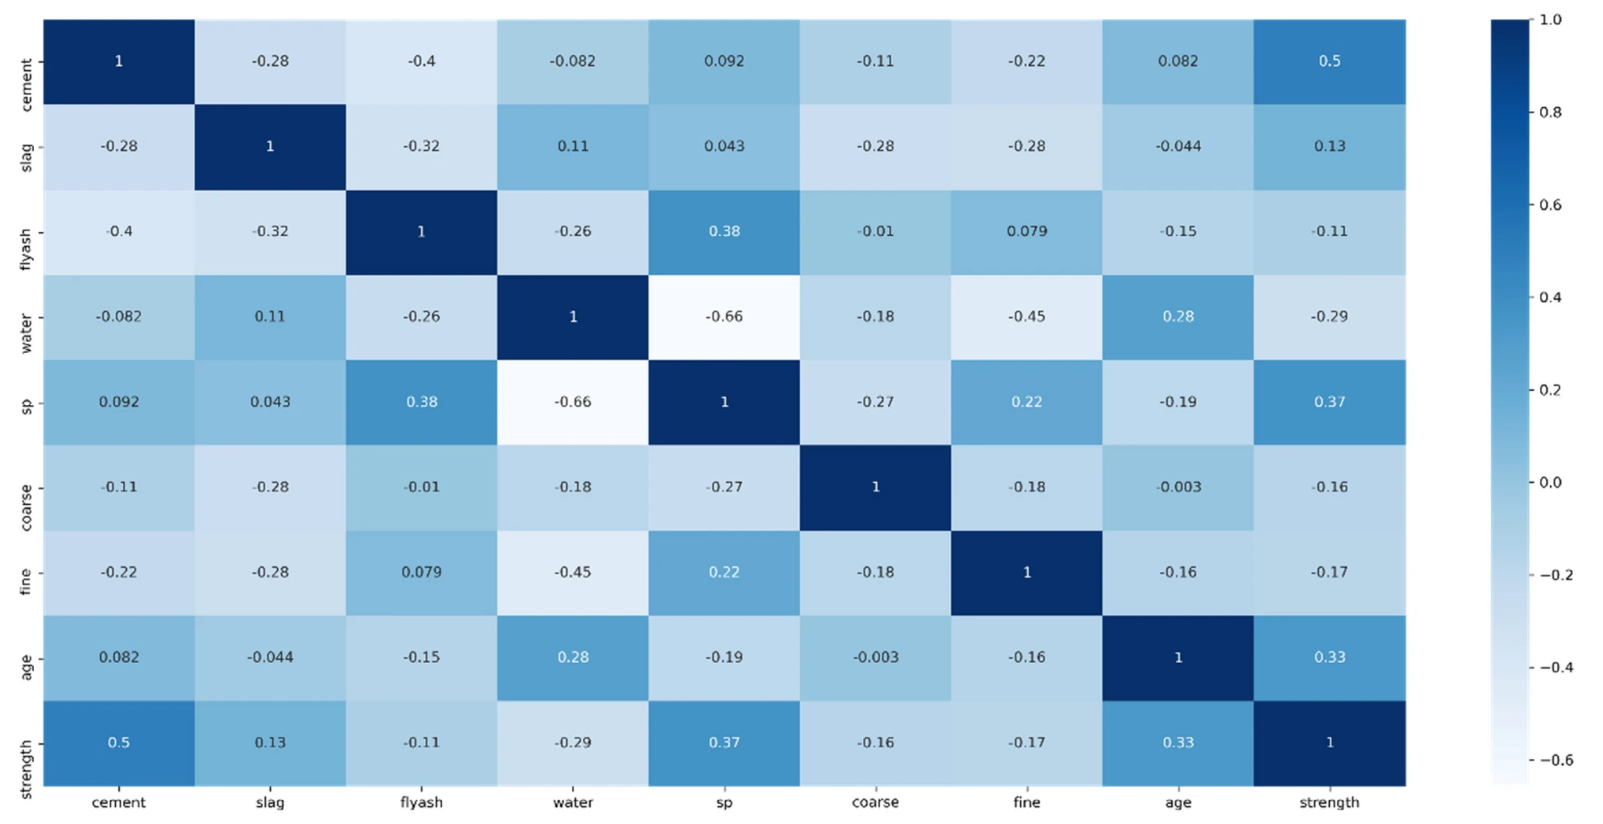 cement 1 -0.28 -0.4 -0.082 0.092 -0.11 -0.22 0.082 0.5
slag -0.28 1 -0.32 0.11 0.043 -0.28 -0.28 -0.044 0.13
flyash -0.4 -0.32 1 -0.26 0.38 -0.01 0.079 -0.15 -0.11
water -0.082 0.11 -0.26 1 -0.66 -0.18 -0.45 0.28 -0.29
sp 0.092 0.043 0.38 -0.66 1 -0.27 0.22 -0.19 0.37
coarse -0.11 -0.28 -0.01 -0.18 -0.27 1 -0.18 -0.003 -0.16
fine -0.22 -0.28 0.079 -0.45 0.22 -0.18 1 -0.16 -0.17
age 0.082 -0.044 -0.15 0.28 -0.19 -0.003 -0.16 1 0.33
strength 0.5 0.13 -0.11 -0.29 0.37 -0.16 -0.17 0.33 1
cement slag flyash water sp coarse fine age strength
1.0
0.8
0.6
0.4
0.2
0.0
−0.2
−0.4
−0.6